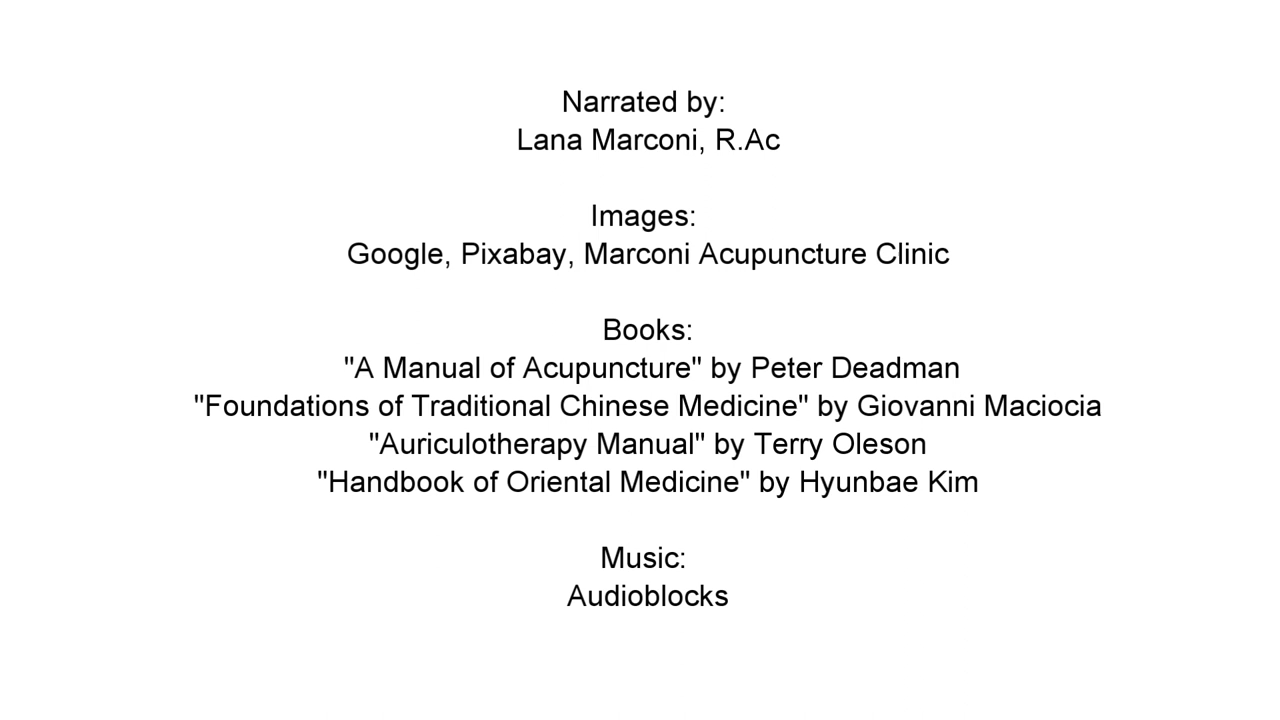 Narrated by:
Lana Marconi, R.Ac
Images:
Google, Pixabay, Marconi Acupuncture Clinic
Books:
"A Manual of Acupuncture" by Peter Deadman
"Foundations of Traditional Chinese Medicine" by Giovanni Maciocia
"Auriculotherapy Manual" by Terry Oleson
"Handbook of Oriental Medicine" by Hyunbae Kim
Music:
Audioblocks